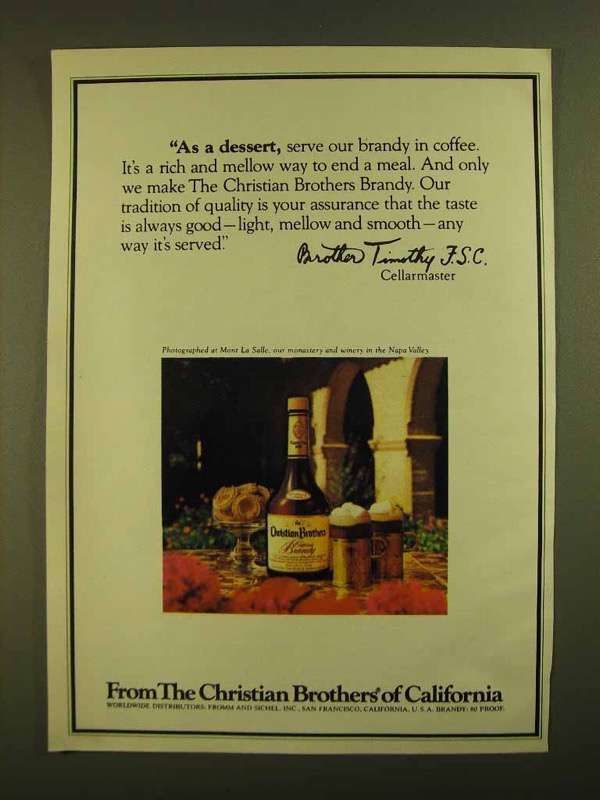 “As a dessert, serve our brandy in coffee.
It's a rich and mellow way to end a meal. And only
we make The Christian Brothers Brandy. Our
tradition of quality is your assurance that the taste
is always good—light, mellow and smooth—any
way it's served.”
Brother Timothy F.S.C.
Cellarmaster
Photographed at Mont La Salle, our monastery and winery in the Napa Valley
The
Christian Brothers
Brandy
From The Christian Brothers® of California
WORLDWIDE DISTRIBUTORS: FROMM AND SICHEL, INC., SAN FRANCISCO, CALIFORNIA, U.S.A. BRANDY: 80 PROOF.